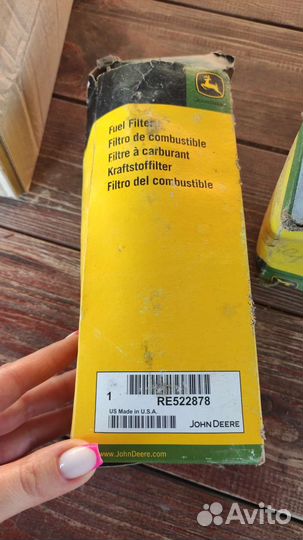 Fuel Filter
Filtro de combustible
Filtre à carburant
Kraftstoffilter
Filtro del combustible
1 RE522878
US Made in U.S.A.
JOHN DEERE
www.JohnDeere.com
Avito